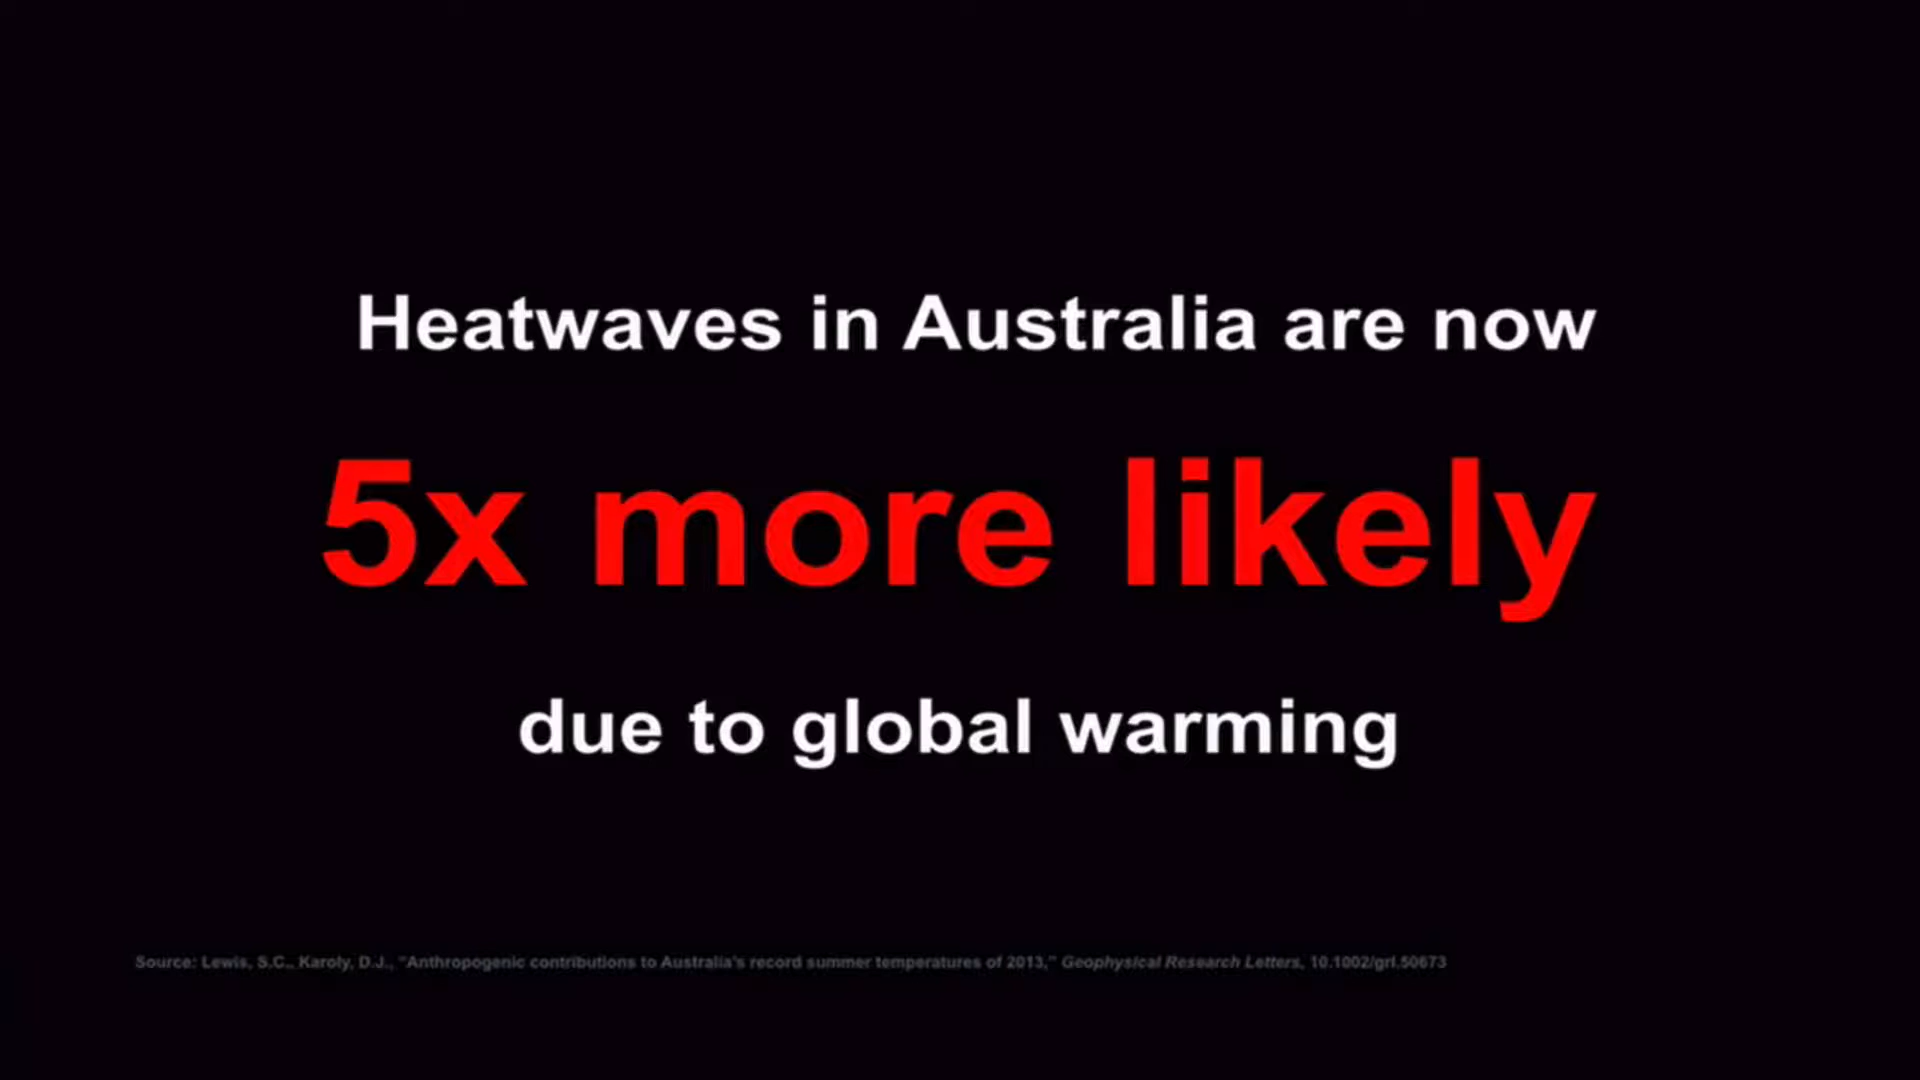 Heatwaves in Australia are now
5x more likely
due to global warming
Source: Lewis, S.C., Karoly, D.J., "Anthropogenic contributions to Australia's record summer temperatures of 2013," Geophysical Research Letters, 10.1002/grl.50673